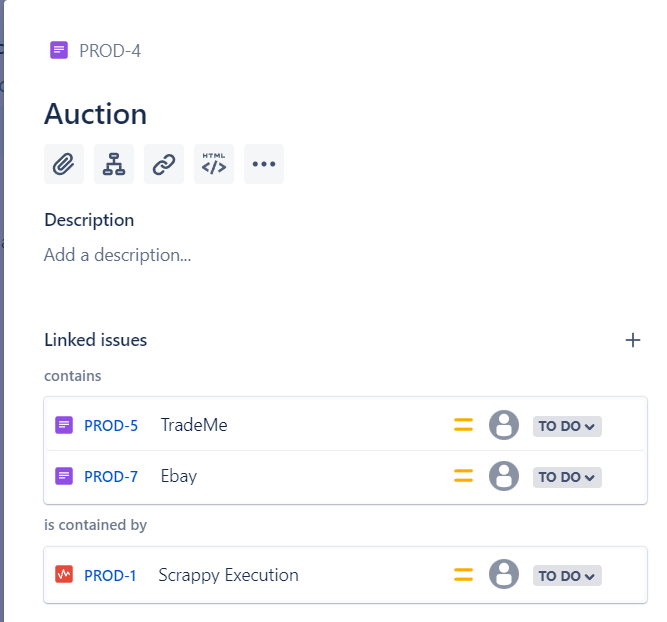 PROD-4
Auction
HTML
Description
Add a description...
Linked issues
contains
PROD-5 TradeMe TO DO
PROD-7 Ebay TO DO
is contained by
PROD-1 Scrappy Execution TO DO